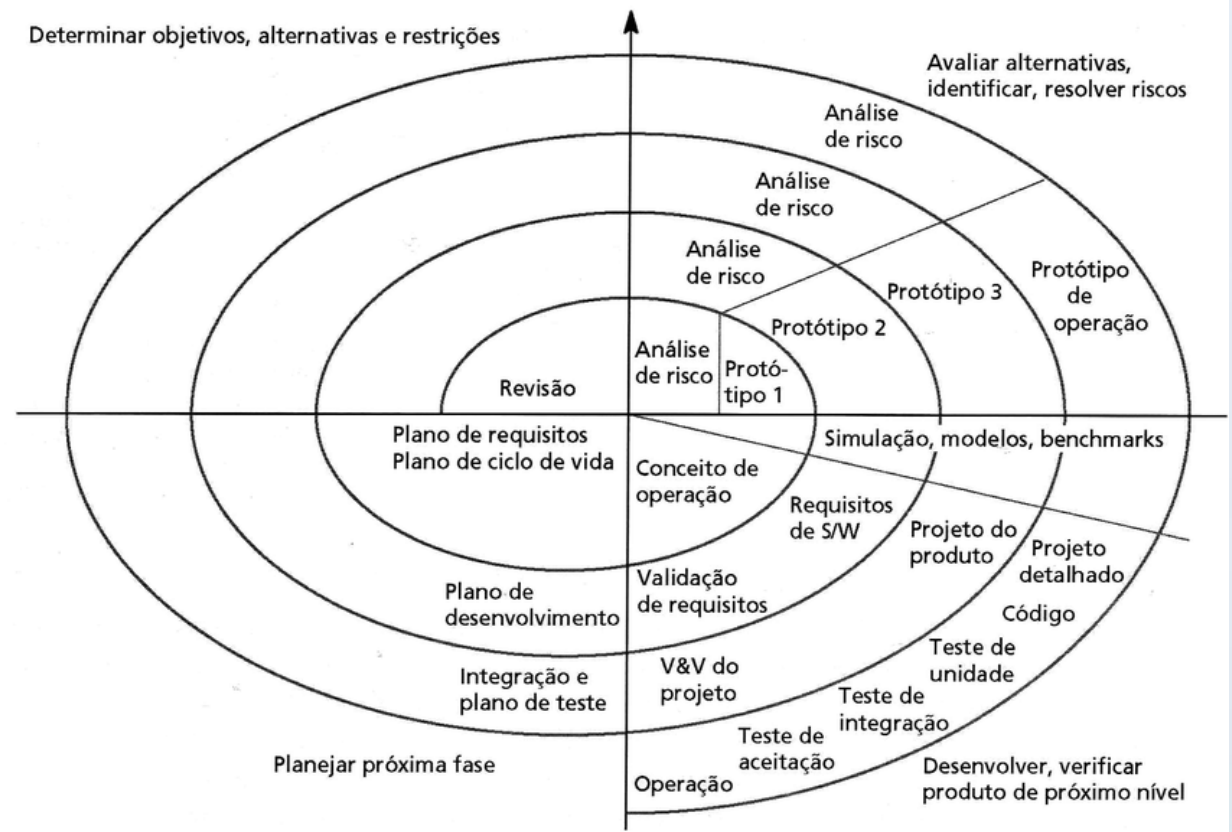 Determinar objetivos, alternativas e restrições
Avaliar alternativas,
identificar, resolver riscos
Análise
de risco
Análise
de risco
Análise
de risco
Protótipo
de
operação
Protótipo 3
Protótipo 2
Análise
de risco
Protó-
tipo 1
Revisão
Plano de requisitos
Plano de ciclo de vida
Simulação, modelos, benchmarks
Conceito de
operação
Requisitos
de S/W
Projeto do
produto
Projeto
detalhado
Código
Plano de
desenvolvimento
Validação
de requisitos
Teste de
unidade
Integração e
plano de teste
V&V do
projeto
Teste de
integração
Teste de
aceitação
Operação
Planejar próxima fase
Desenvolver, verificar
produto de próximo nível